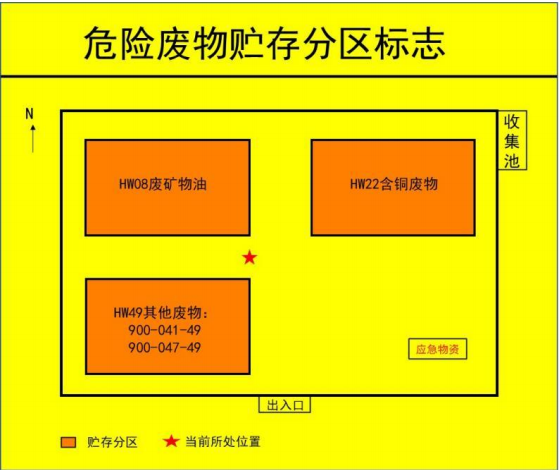 危险废物贮存分区标志
N
收
集
池
HW08废矿物油
HW22含铜废物
HW49其他废物：
900-041-49
900-047-49
应急物资
出入口
贮存分区
当前所处位置